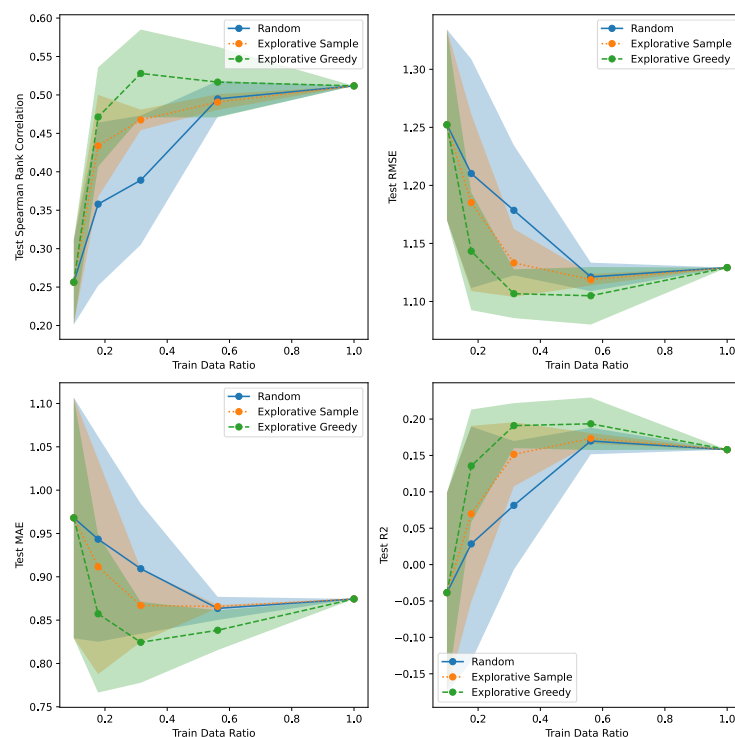 0.60
0.55
0.50
0.45
0.40
0.35
0.30
0.25
0.20
Test Spearman Rank Correlation
Random
Explorative Sample
Explorative Greedy
0.2
0.4
0.6
0.8
1.0
Train Data Ratio
1.30
1.25
1.20
1.15
1.10
Test RMSE
Random
Explorative Sample
Explorative Greedy
0.2
0.4
0.6
0.8
1.0
Train Data Ratio
1.10
1.05
1.00
0.95
0.90
0.85
0.80
0.75
Test MAE
Random
Explorative Sample
Explorative Greedy
0.2
0.4
0.6
0.8
1.0
Train Data Ratio
0.20
0.15
0.10
0.05
0.00
−0.05
−0.10
−0.15
Test R2
Random
Explorative Sample
Explorative Greedy
0.2
0.4
0.6
0.8
1.0
Train Data Ratio